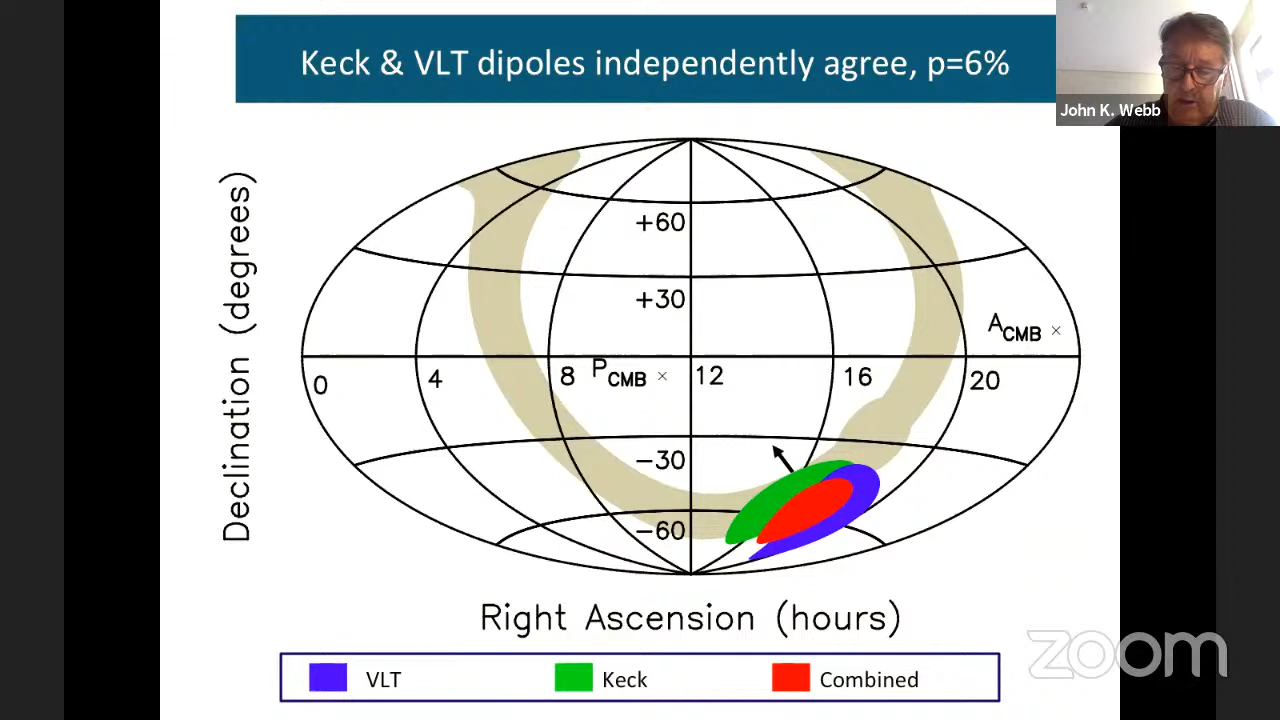 Keck & VLT dipoles independently agree, p=6%
John K. Webb
Declination (degrees)
+60
+30
A CMB ×
0
4
8
P CMB ×
12
16
20
−30
−60
Right Ascension (hours)
VLT
Keck
Combined
zoom